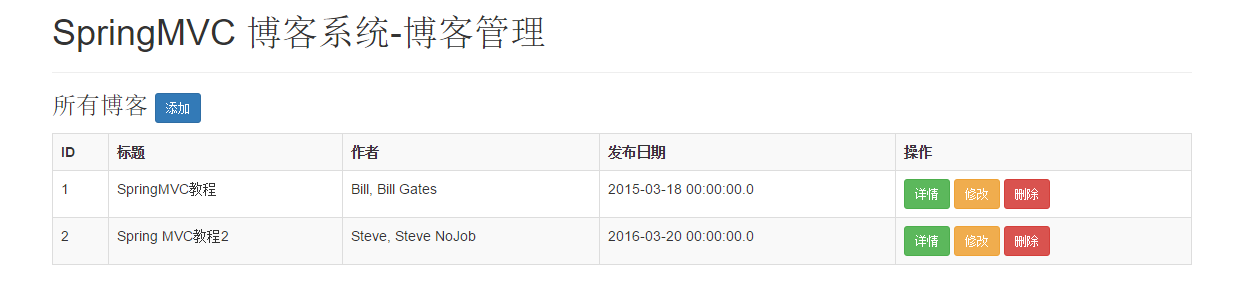 SpringMVC 博客系统-博客管理
所有博客 添加
ID 标题 作者 发布日期 操作
1 SpringMVC教程 Bill, Bill Gates 2015-03-18 00:00:00.0 详情 修改 删除
2 Spring MVC教程2 Steve, Steve NoJob 2016-03-20 00:00:00.0 详情 修改 删除